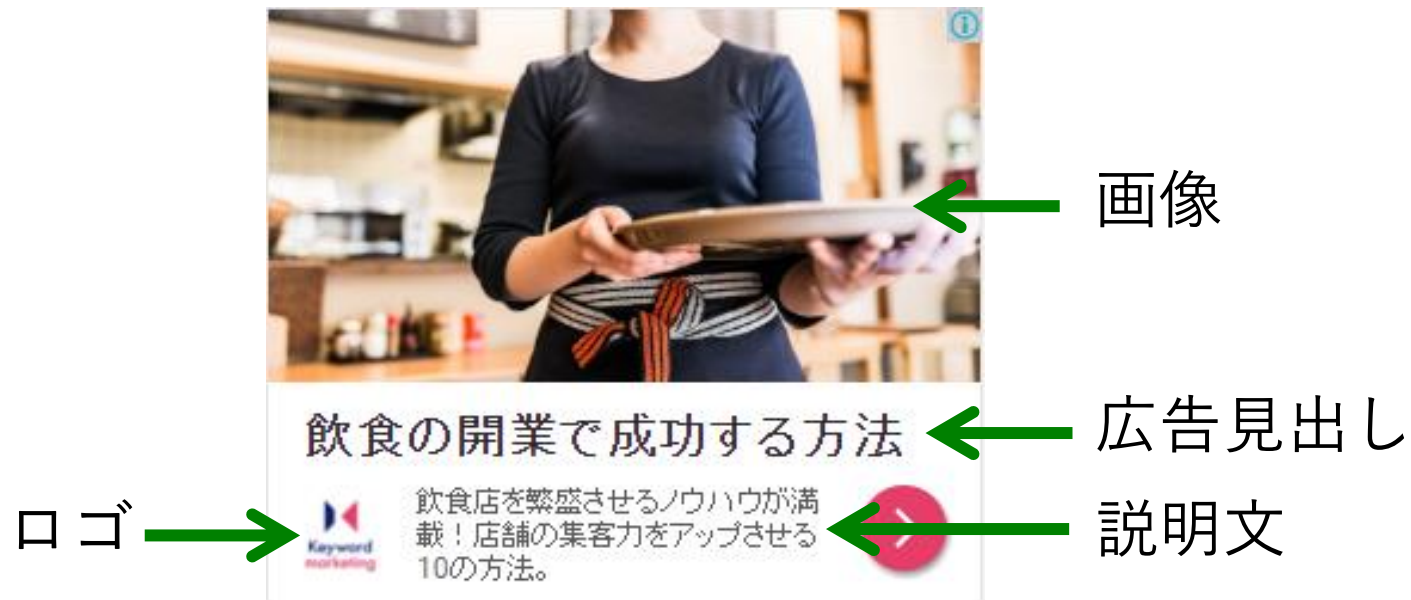 画像
飲食の開業で成功する方法
広告見出し
ロゴ
Keyword
marketing
飲食店を繁盛させるノウハウが満
載！店舗の集客力をアップさせる
10の方法。
説明文